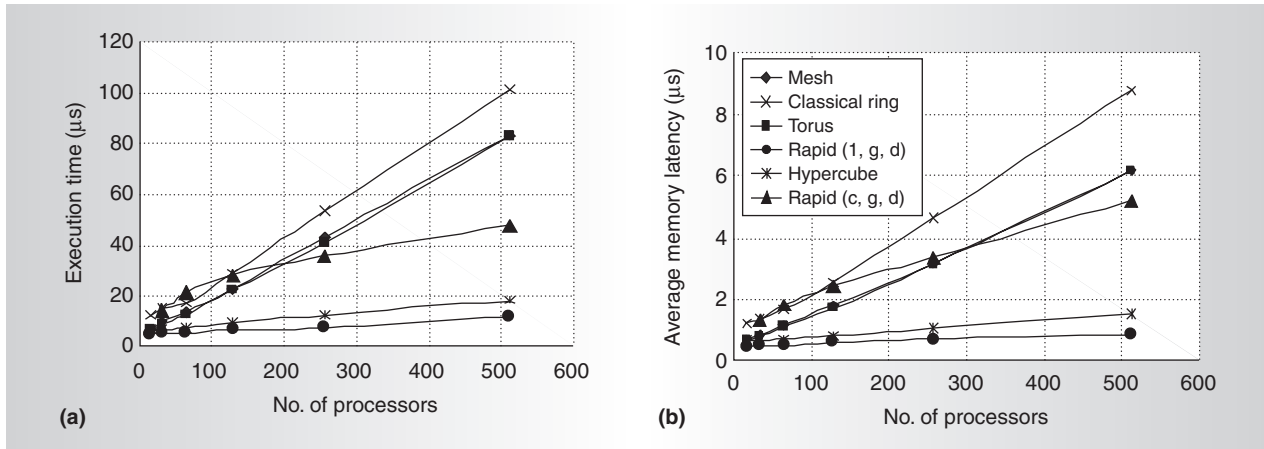 120
100
80
60
40
20
0
Execution time (μs)
0 100 200 300 400 500 600
No. of processors
(a)
10
8
6
4
2
0
Average memory latency (μs)
Mesh
Classical ring
Torus
Rapid (1, g, d)
Hypercube
Rapid (c, g, d)
0 100 200 300 400 500 600
No. of processors
(b)